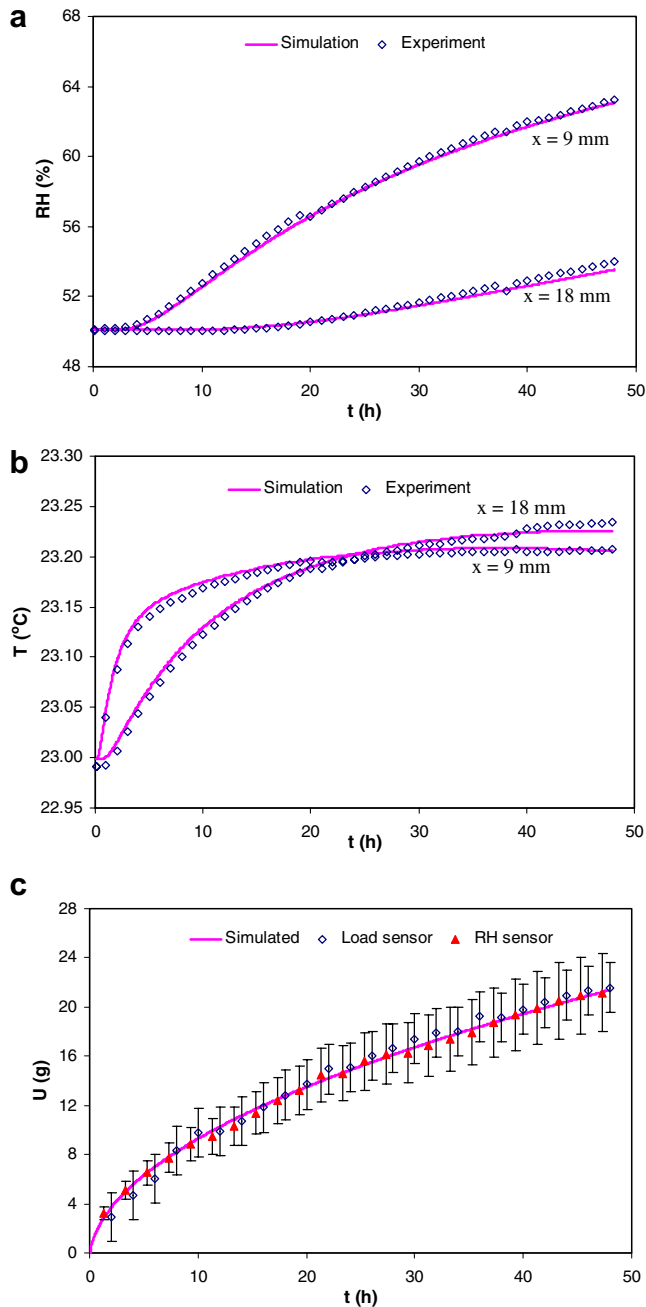 a
68
64
60
56
52
48
RH (%)
Simulation
Experiment
x = 9 mm
x = 18 mm
0 10 20 30 40 50
t (h)
b
23.30
23.25
23.20
23.15
23.10
23.05
23.00
22.95
T (°C)
Simulation
Experiment
x = 18 mm
x = 9 mm
0 10 20 30 40 50
t (h)
c
28
24
20
16
12
8
4
0
U (g)
Simulated
Load sensor
RH sensor
0 10 20 30 40 50
t (h)